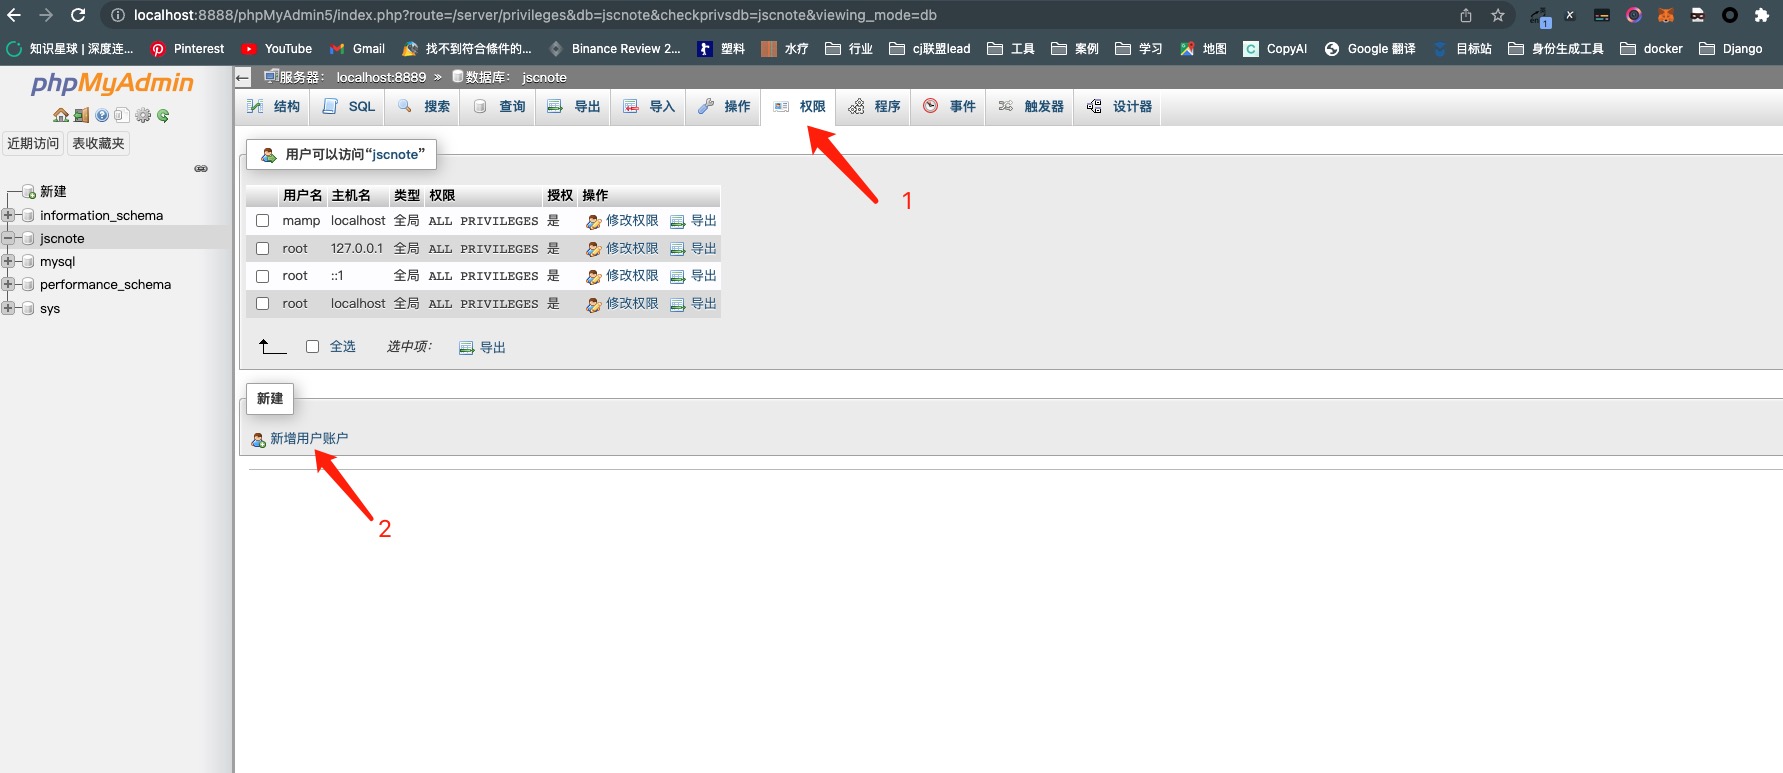 localhost:8888/phpMyAdmin5/index.php?route=/server/privileges&db=jscnote&checkprivsdb=jscnote&viewing_mode=db
1
知识星球 | 深度连... Pinterest YouTube Gmail 找不到符合條件的... Binance Review 2... 塑料 水疗 行业 cj联盟lead 工具 案例 学习 地图 CopyAI Google 翻译 目标站 身份生成工具 docker Django
phpMyAdmin
近期访问 表收藏夹
新建
information_schema
jscnote
mysql
performance_schema
sys
服务器: localhost:8889 » 数据库: jscnote
结构 SQL 搜索 查询 导出 导入 操作 权限 程序 事件 触发器 设计器
用户可以访问“jscnote”
用户名 主机名 类型 权限 授权 操作
mamp localhost 全局 ALL PRIVILEGES 是 修改权限 导出
root 127.0.0.1 全局 ALL PRIVILEGES 是 修改权限 导出
root ::1 全局 ALL PRIVILEGES 是 修改权限 导出
root localhost 全局 ALL PRIVILEGES 是 修改权限 导出
全选 选中项: 导出
1
新建
新增用户账户
2